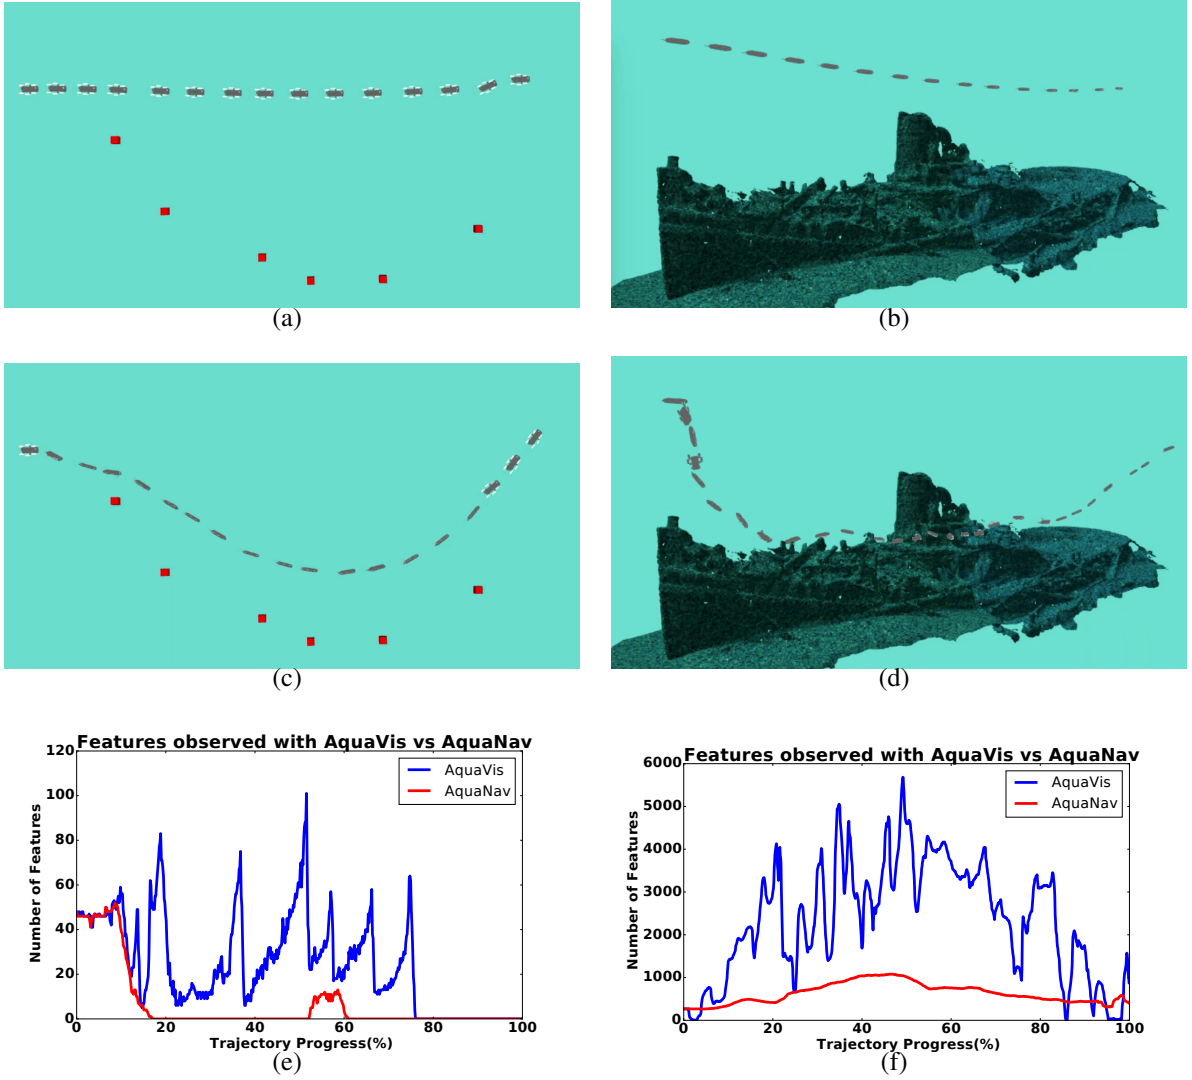 (a)
(b)
(c)
(d)
Features observed with AquaVis vs AquaNav
120
100
80
60
40
20
0
Number of Features
AquaVis
AquaNav
0 20 40 60 80 100
Trajectory Progress(%)
(e)
Features observed with AquaVis vs AquaNav
6000
5000
4000
3000
2000
1000
0
Number of Features
AquaVis
AquaNav
0 20 40 60 80 100
Trajectory Progress(%)
(f)